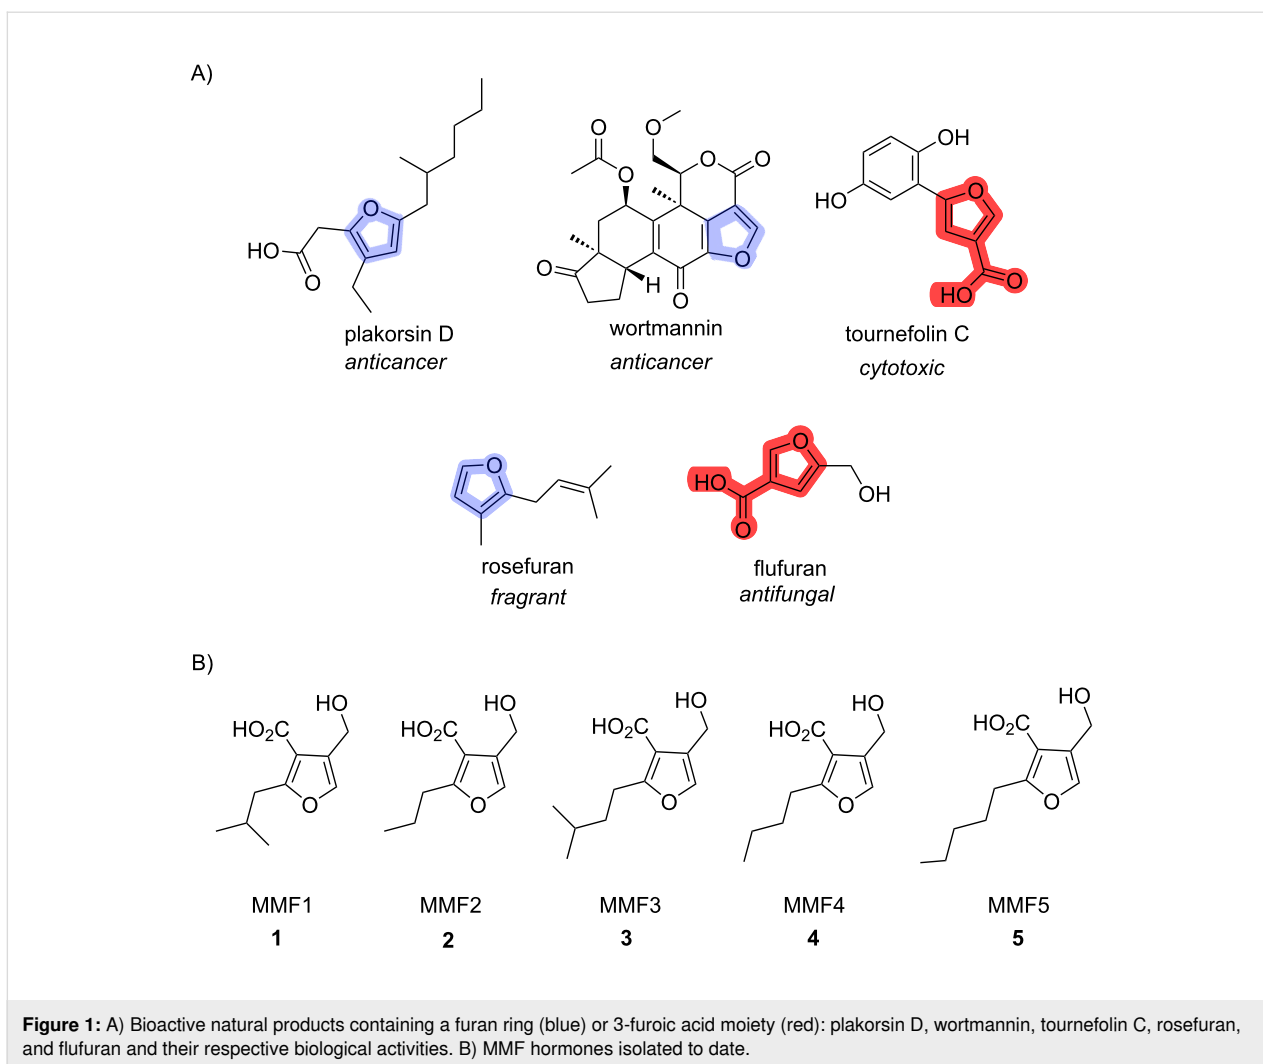 A)
O
HO
O
plakorsin D
anticancer
O
O
O
O
O
O
H
O
O
wortmannin
anticancer
OH
HO
O
O
HO
tournefolin C
cytotoxic
O
rosefuran
fragrant
O
HO
O
OH
flufuran
antifungal
B)
HO
HO2C
O
MMF1
1
HO
HO2C
O
MMF2
2
HO
HO2C
O
MMF3
3
HO
HO2C
O
MMF4
4
HO
HO2C
O
MMF5
5
Figure 1: A) Bioactive natural products containing a furan ring (blue) or 3-furoic acid moiety (red): plakorsin D, wortmannin, tournefolin C, rosefuran,
and flufuran and their respective biological activities. B) MMF hormones isolated to date.